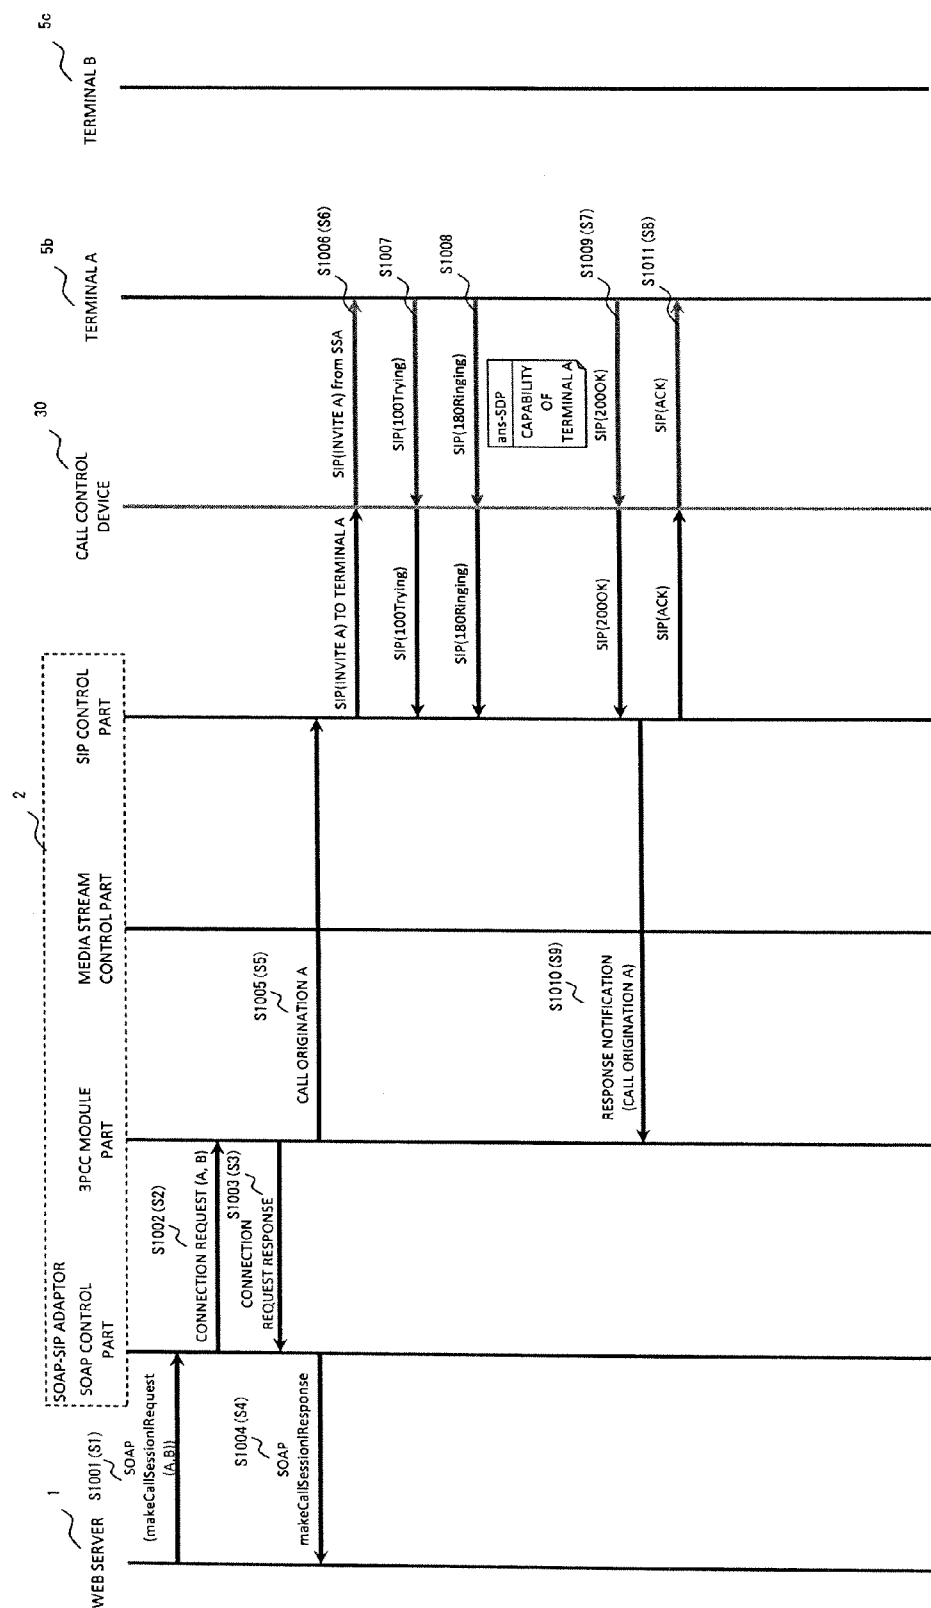 1
WEB SERVER
2
SOAP-SIP ADAPTOR
SOAP CONTROL
PART
3PCC MODULE
PART
MEDIA STREAM
CONTROL PART
SIP CONTROL
PART
30
CALL CONTROL
DEVICE
5b
TERMINAL A
5c
TERMINAL B
S1001 (S1)
SOAP
(makeCallSessionIRequest
(A,B))
S1002 (S2)
CONNECTION REQUEST (A, B)
S1003 (S3)
CONNECTION
REQUEST RESPONSE
S1004 (S4)
SOAP
makeCallSessionIResponse
S1005 (S5)
CALL ORIGINATION A
SIP(INVITE A) TO TERMINAL A
SIP(INVITE A) from SSA
S1006 (S6)
SIP(100Trying)
SIP(100Trying)
S1007
SIP(180Ringing)
SIP(180Ringing)
S1008
ans-SDP
CAPABILITY
OF
TERMINAL A
SIP(200OK)
SIP(200OK)
S1009 (S7)
S1010 (S9)
RESPONSE NOTIFICATION
(CALL ORIGINATION A)
SIP(ACK)
SIP(ACK)
S1011 (S8)